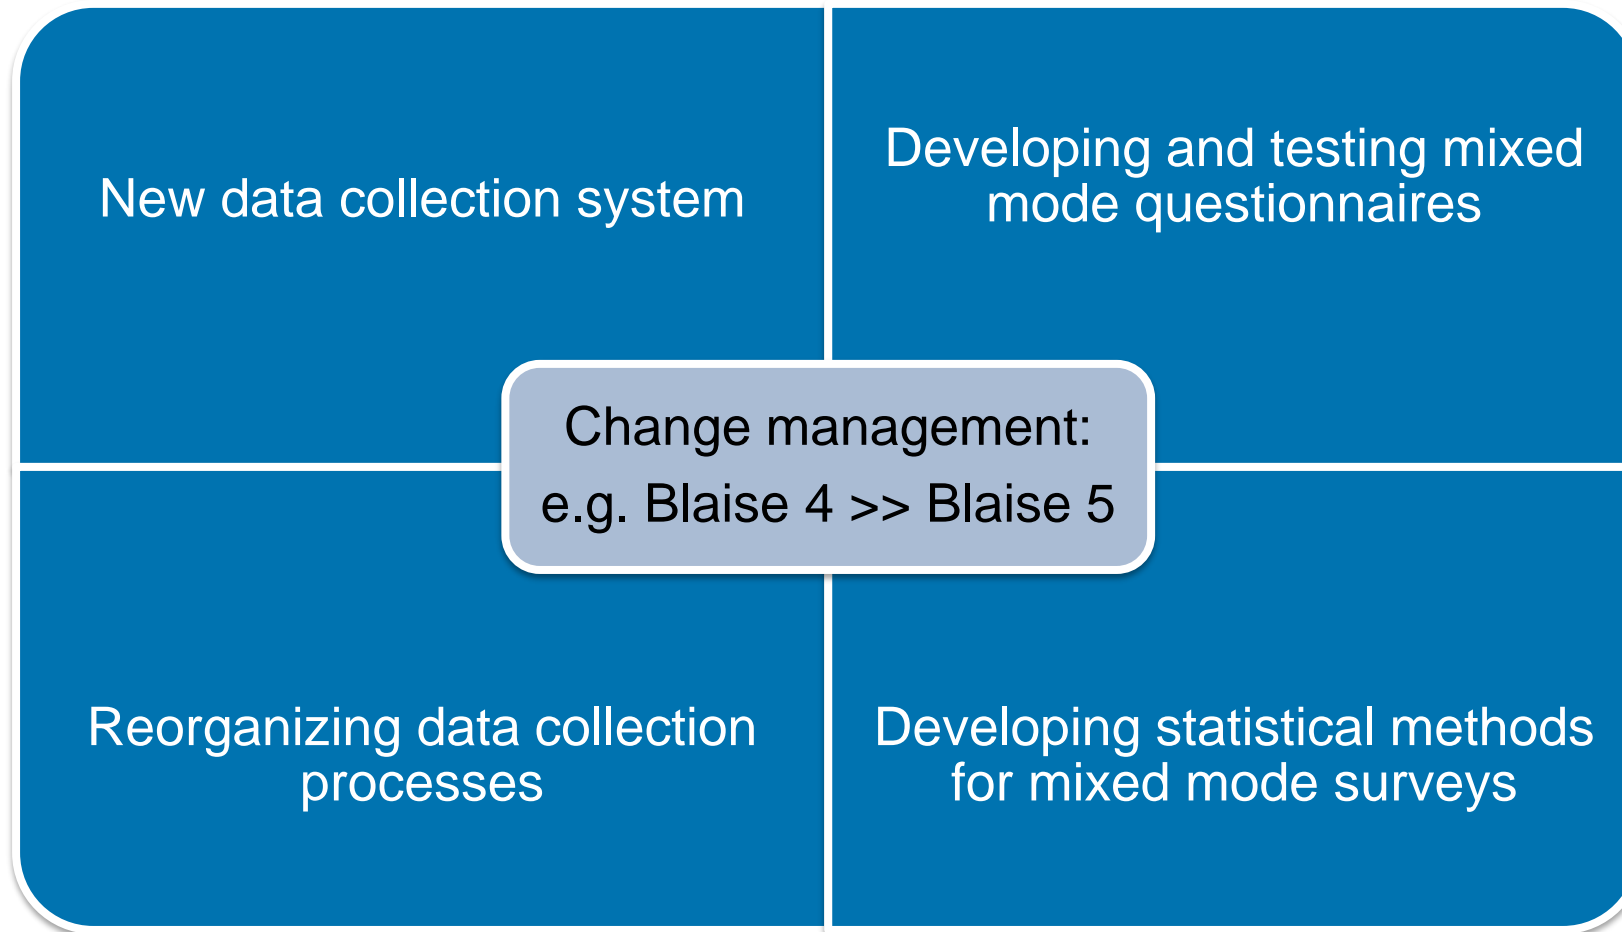 New data collection system
Developing and testing mixed
mode questionnaires
Change management:
e.g. Blaise 4 >> Blaise 5
Reorganizing data collection
processes
Developing statistical methods
for mixed mode surveys